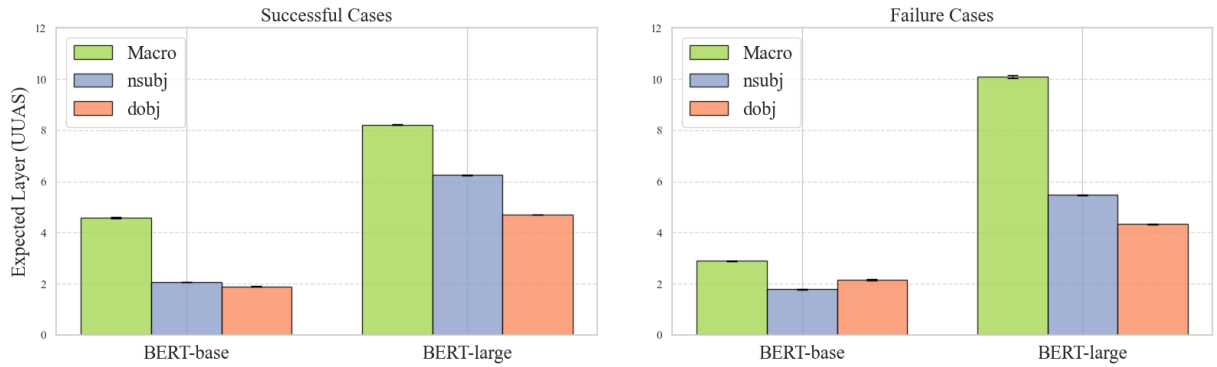 Successful Cases
Expected Layer (UUAS)
12
10
8
6
4
2
0
Macro
nsubj
dobj
BERT-base
BERT-large
Failure Cases
12
10
8
6
4
2
0
Macro
nsubj
dobj
BERT-base
BERT-large